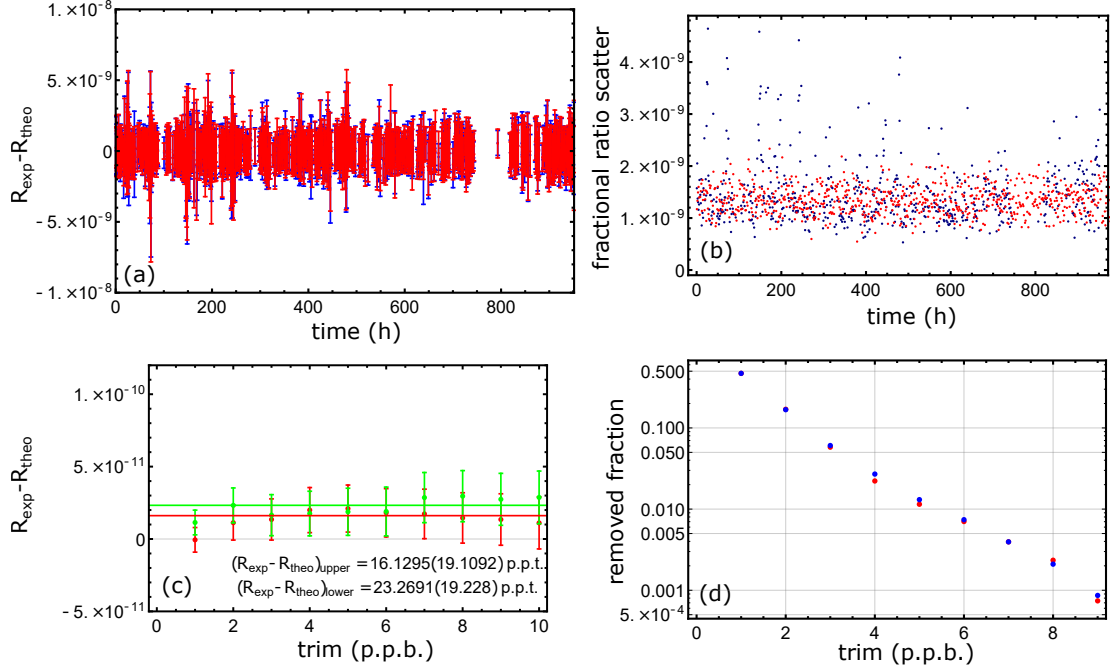 1.×10⁻⁸
5.×10⁻⁹
0
-5.×10⁻⁹
-1.×10⁻⁸
R_exp-R_theo
(a)
0 200 400 600 800
time (h)
4.×10⁻⁹
3.×10⁻⁹
2.×10⁻⁹
1.×10⁻⁹
0
fractional ratio scatter
(b)
0 200 400 600 800
time (h)
1.×10⁻¹⁰
5.×10⁻¹¹
0
-5.×10⁻¹¹
R_exp-R_theo
(R_exp-R_theo)_upper = 16.1295(19.1092) p.p.t.
(R_exp-R_theo)_lower = 23.2691(19.228) p.p.t.
(c)
0 2 4 6 8 10
trim (p.p.b.)
0.500
0.100
0.050
0.010
0.005
0.001
5.×10⁻⁴
removed fraction
(d)
0 2 4 6 8
trim (p.p.b.)